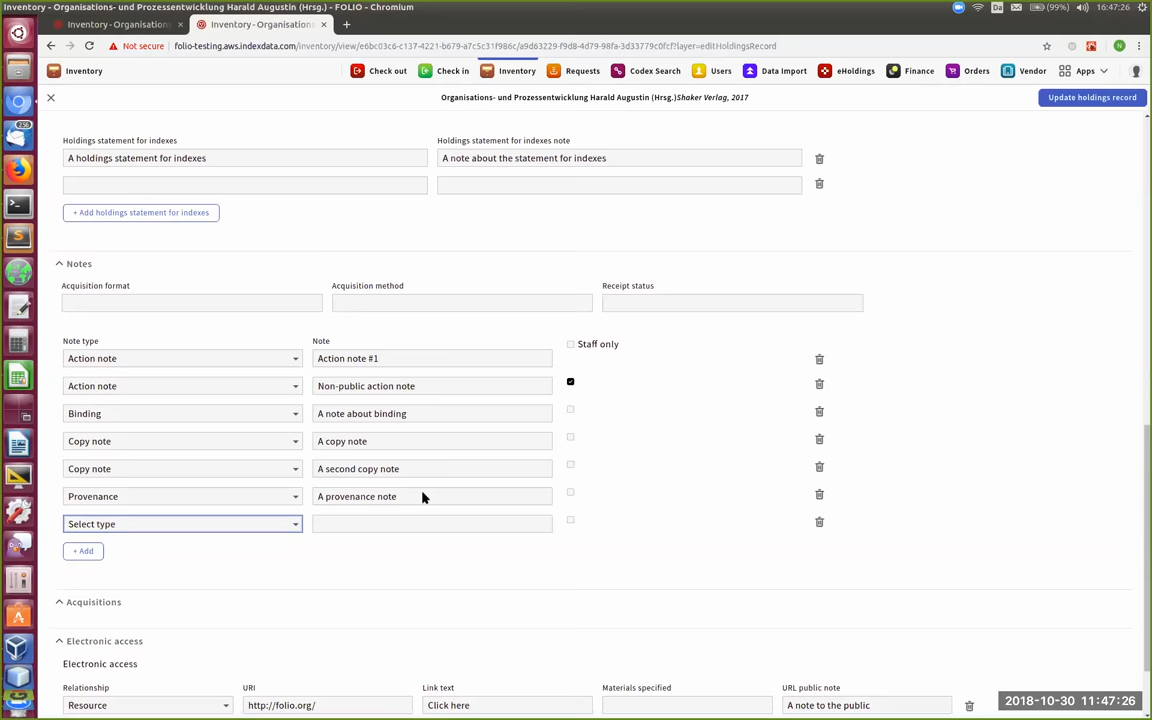 Inventory - Organisations- und Prozessentwicklung Harald Augustin (Hrsg.) - FOLIO - Chromium
Da
(99%)
16:47:26
Inventory - Organisation
Inventory - Organisation
Not secure
folio-testing.aws.indexdata.com/inventory/view/e6bc03c6-c137-4221-b679-a7c5c31f986c/a9d63229-f9d8-4d79-98fa-3d33779c0fcf?layer=editHoldingsRecord
N
Inventory
Check out
Check in
Inventory
Requests
Codex Search
Users
Data Import
eHoldings
Finance
Orders
Vendor
Apps
Organisations- und Prozessentwicklung Harald Augustin (Hrsg.)Shaker Verlag, 2017
Update holdings record
Holdings statement for indexes
Holdings statement for indexes note
A holdings statement for indexes
A note about the statement for indexes
+ Add holdings statement for indexes
Notes
Acquisition format
Acquisition method
Receipt status
Note type
Note
Staff only
Action note
Action note #1
Action note
Non-public action note
Binding
A note about binding
Copy note
A copy note
Copy note
A second copy note
Provenance
A provenance note
Select type
+ Add
Acquisitions
Electronic access
Electronic access
Relationship
URI
Link text
Materials specified
URL public note
Resource
http://folio.org/
Click here
A note to the public
2018-10-30 11:47:26